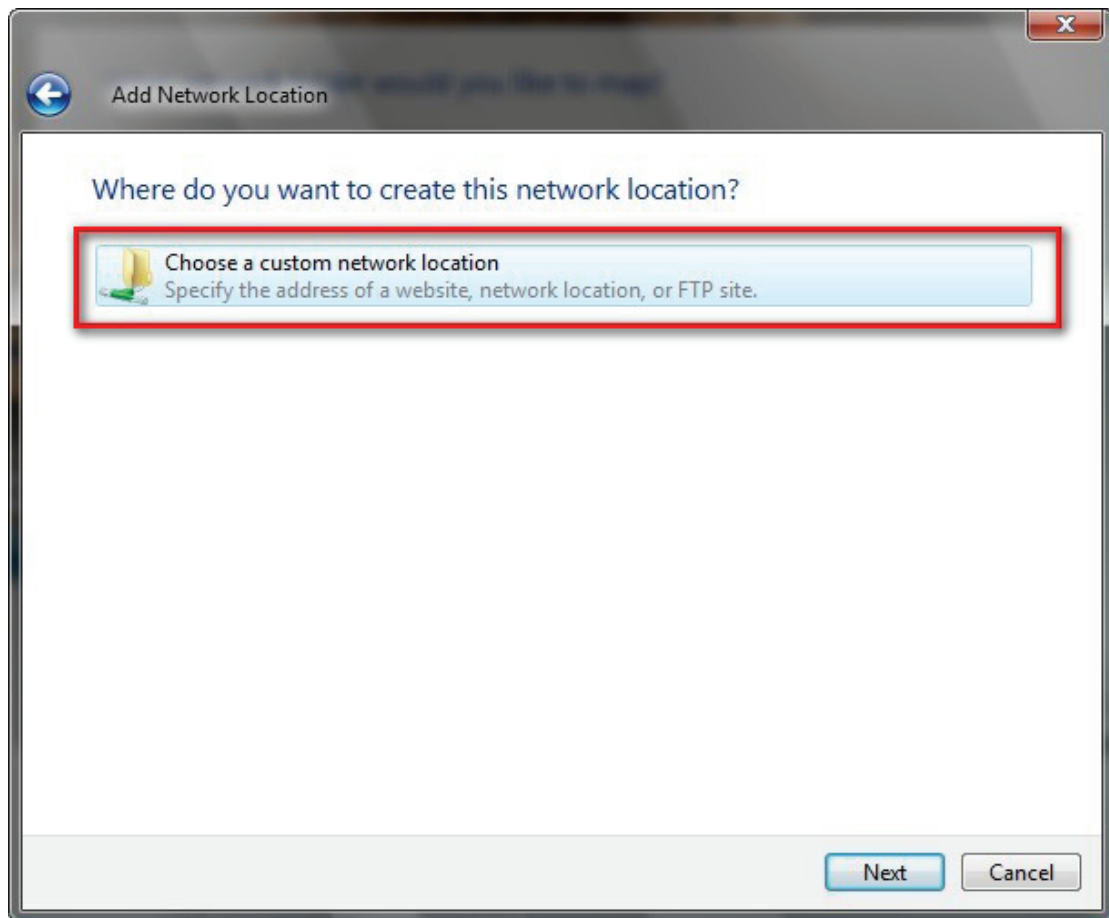 Add Network Location
Where do you want to create this network location?
Choose a custom network location
Specify the address of a website, network location, or FTP site.
Next Cancel